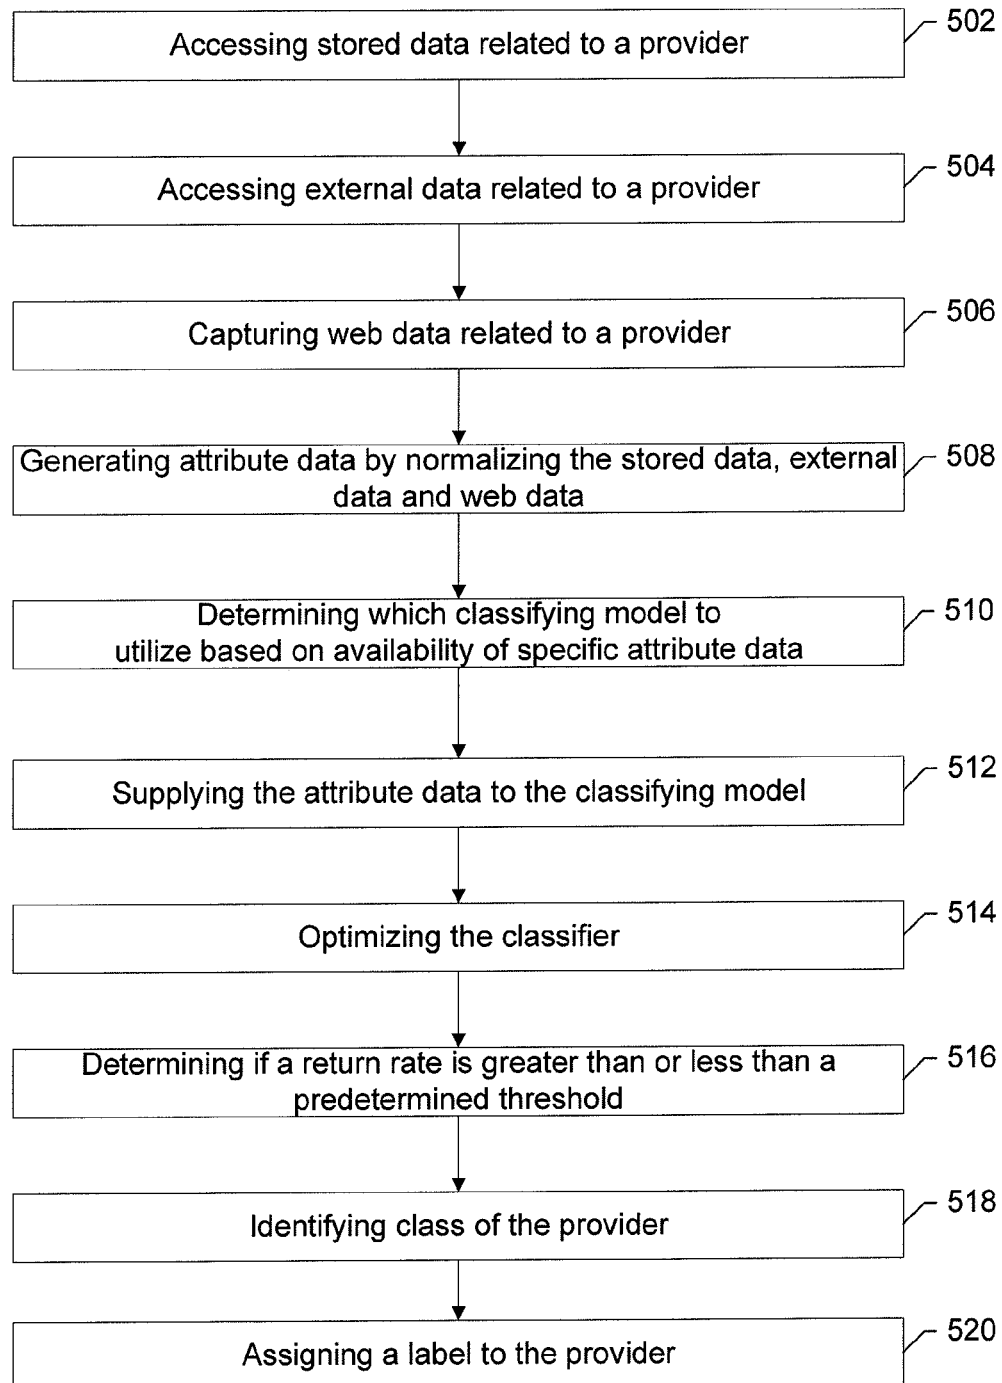 Accessing stored data related to a provider
502
Accessing external data related to a provider
504
Capturing web data related to a provider
506
Generating attribute data by normalizing the stored data, external
data and web data
508
Determining which classifying model to
utilize based on availability of specific attribute data
510
Supplying the attribute data to the classifying model
512
Optimizing the classifier
514
Determining if a return rate is greater than or less than a
predetermined threshold
516
Identifying class of the provider
518
Assigning a label to the provider
520